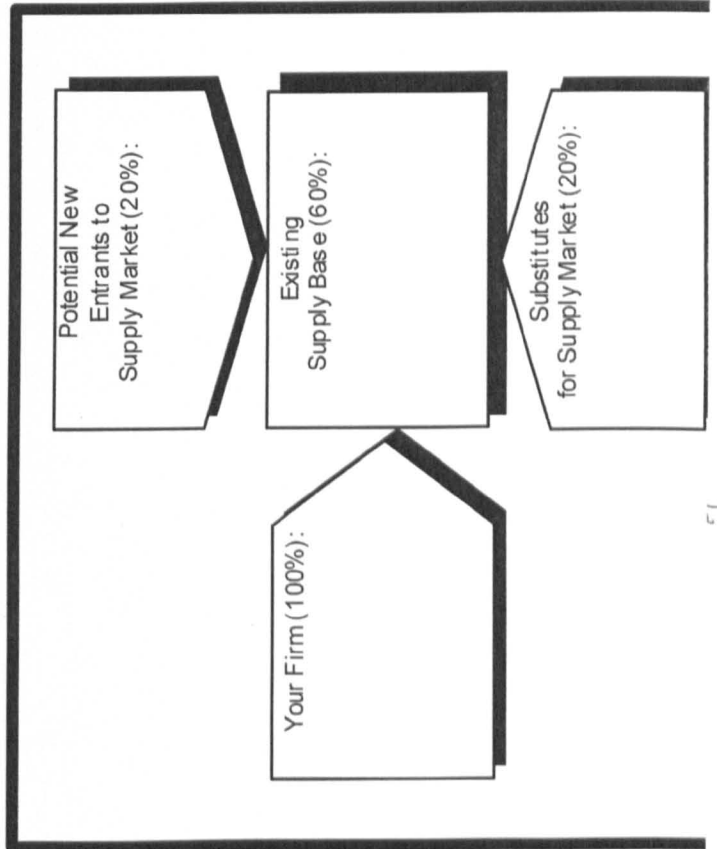 Potential New
Entrants to
Supply Market (20%):
Existing
Supply Base (60%):
Substitutes
for Supply Market (20%):
Your Firm (100%):